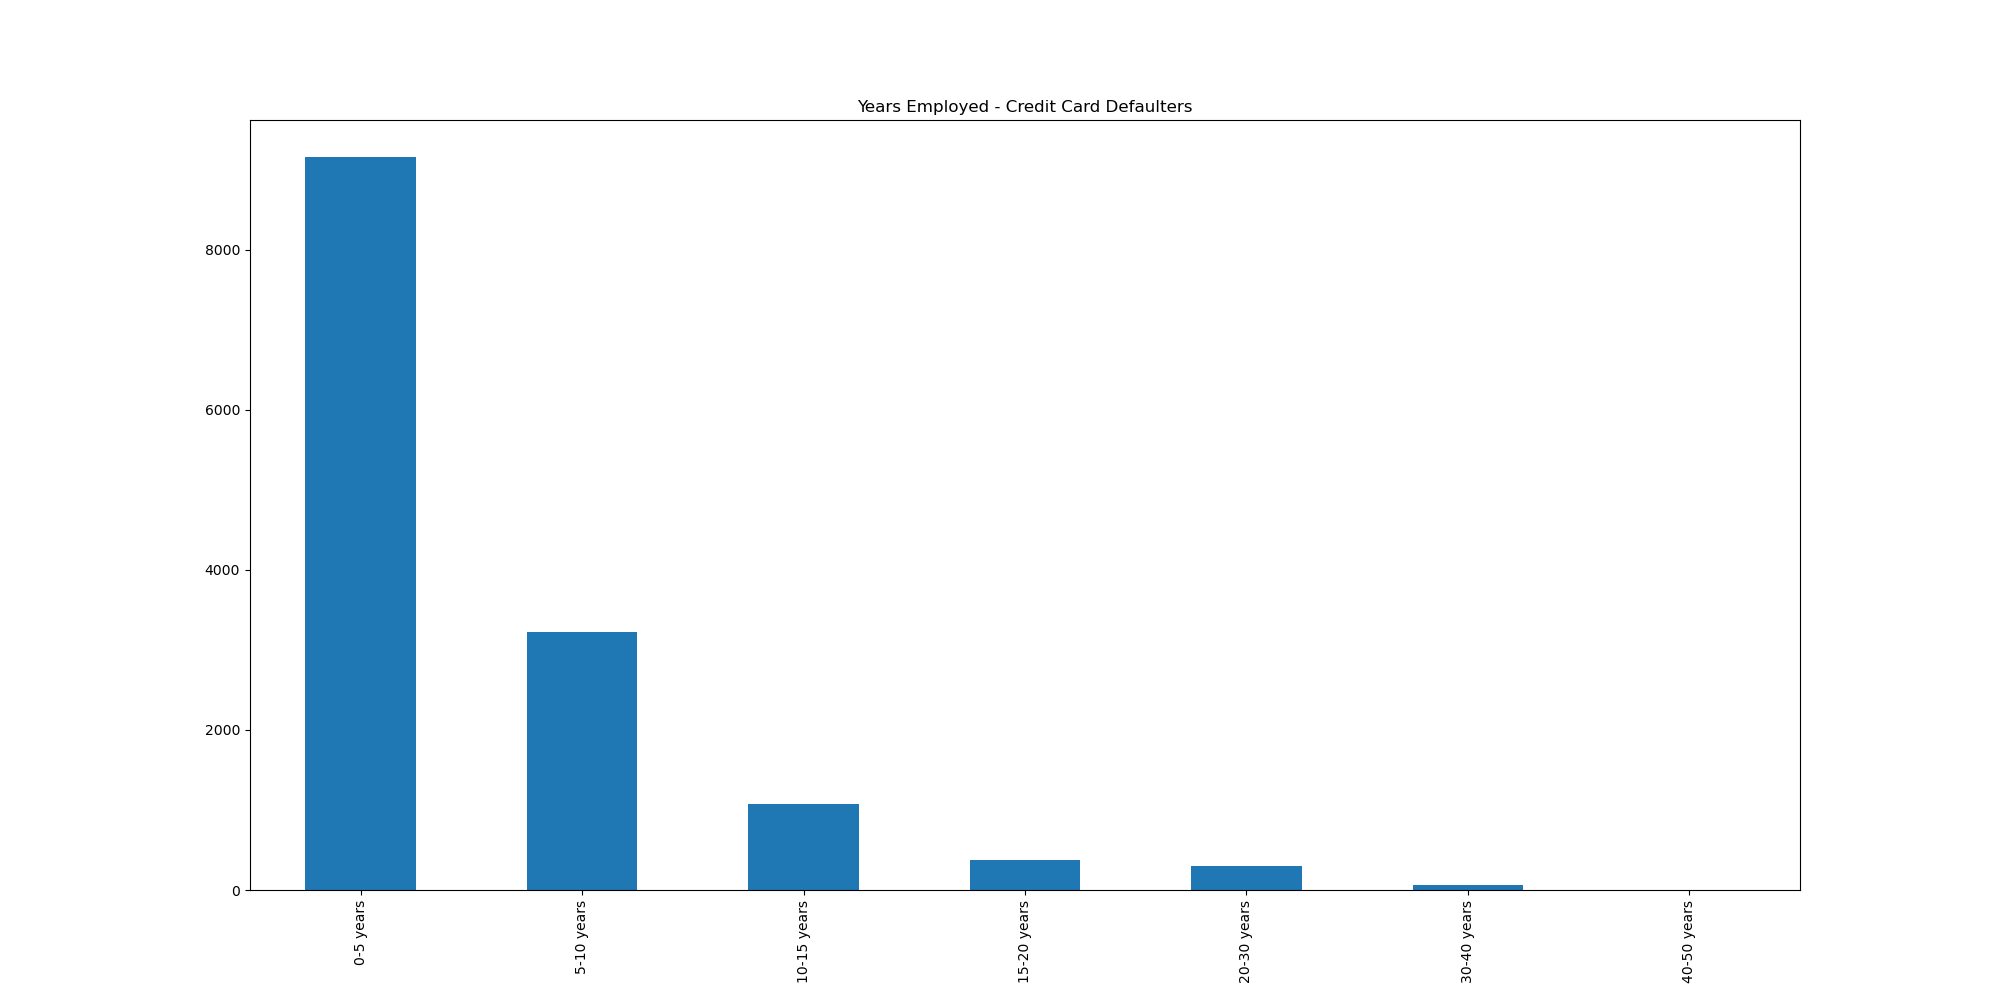 Years Employed - Credit Card Defaulters
8000
6000
4000
2000
0
0-5 years
5-10 years
10-15 years
15-20 years
20-30 years
30-40 years
40-50 years